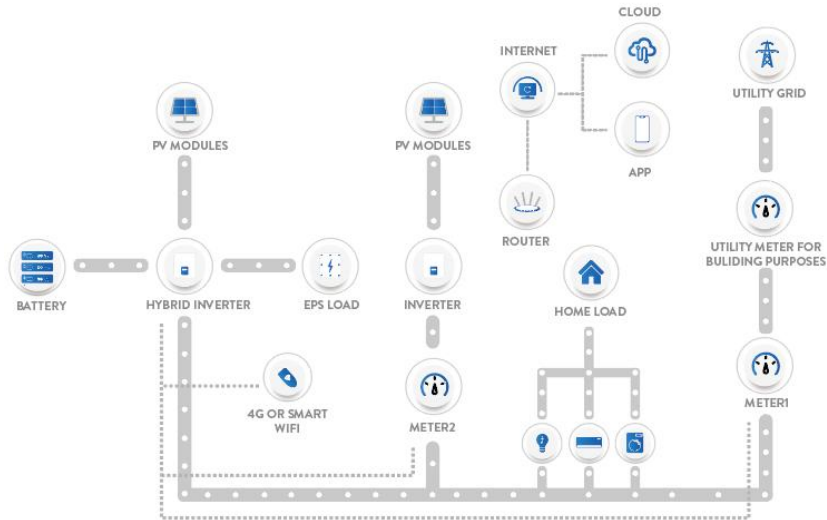 CLOUD
INTERNET
UTILITY GRID
PV MODULES
PV MODULES
APP
ROUTER
UTILITY METER FOR
BULIDING PURPOSES
BATTERY
HYBRID INVERTER
EPS LOAD
INVERTER
HOME LOAD
4G OR SMART
WIFI
METER2
METER1